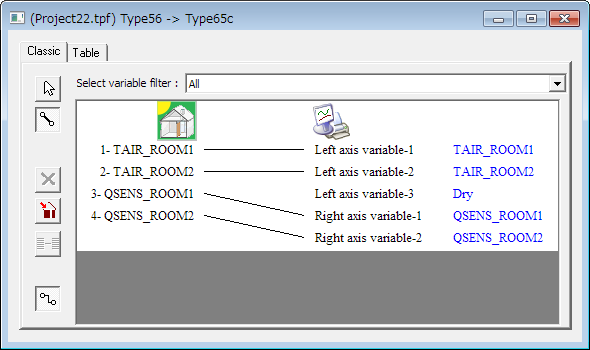 (Project22.tpf) Type56 -> Type65c
Classic Table
Select variable filter : All
1- TAIR_ROOM1 Left axis variable-1 TAIR_ROOM1
2- TAIR_ROOM2 Left axis variable-2 TAIR_ROOM2
3- QSENS_ROOM1 Left axis variable-3 Dry
4- QSENS_ROOM2 Right axis variable-1 QSENS_ROOM1
Right axis variable-2 QSENS_ROOM2